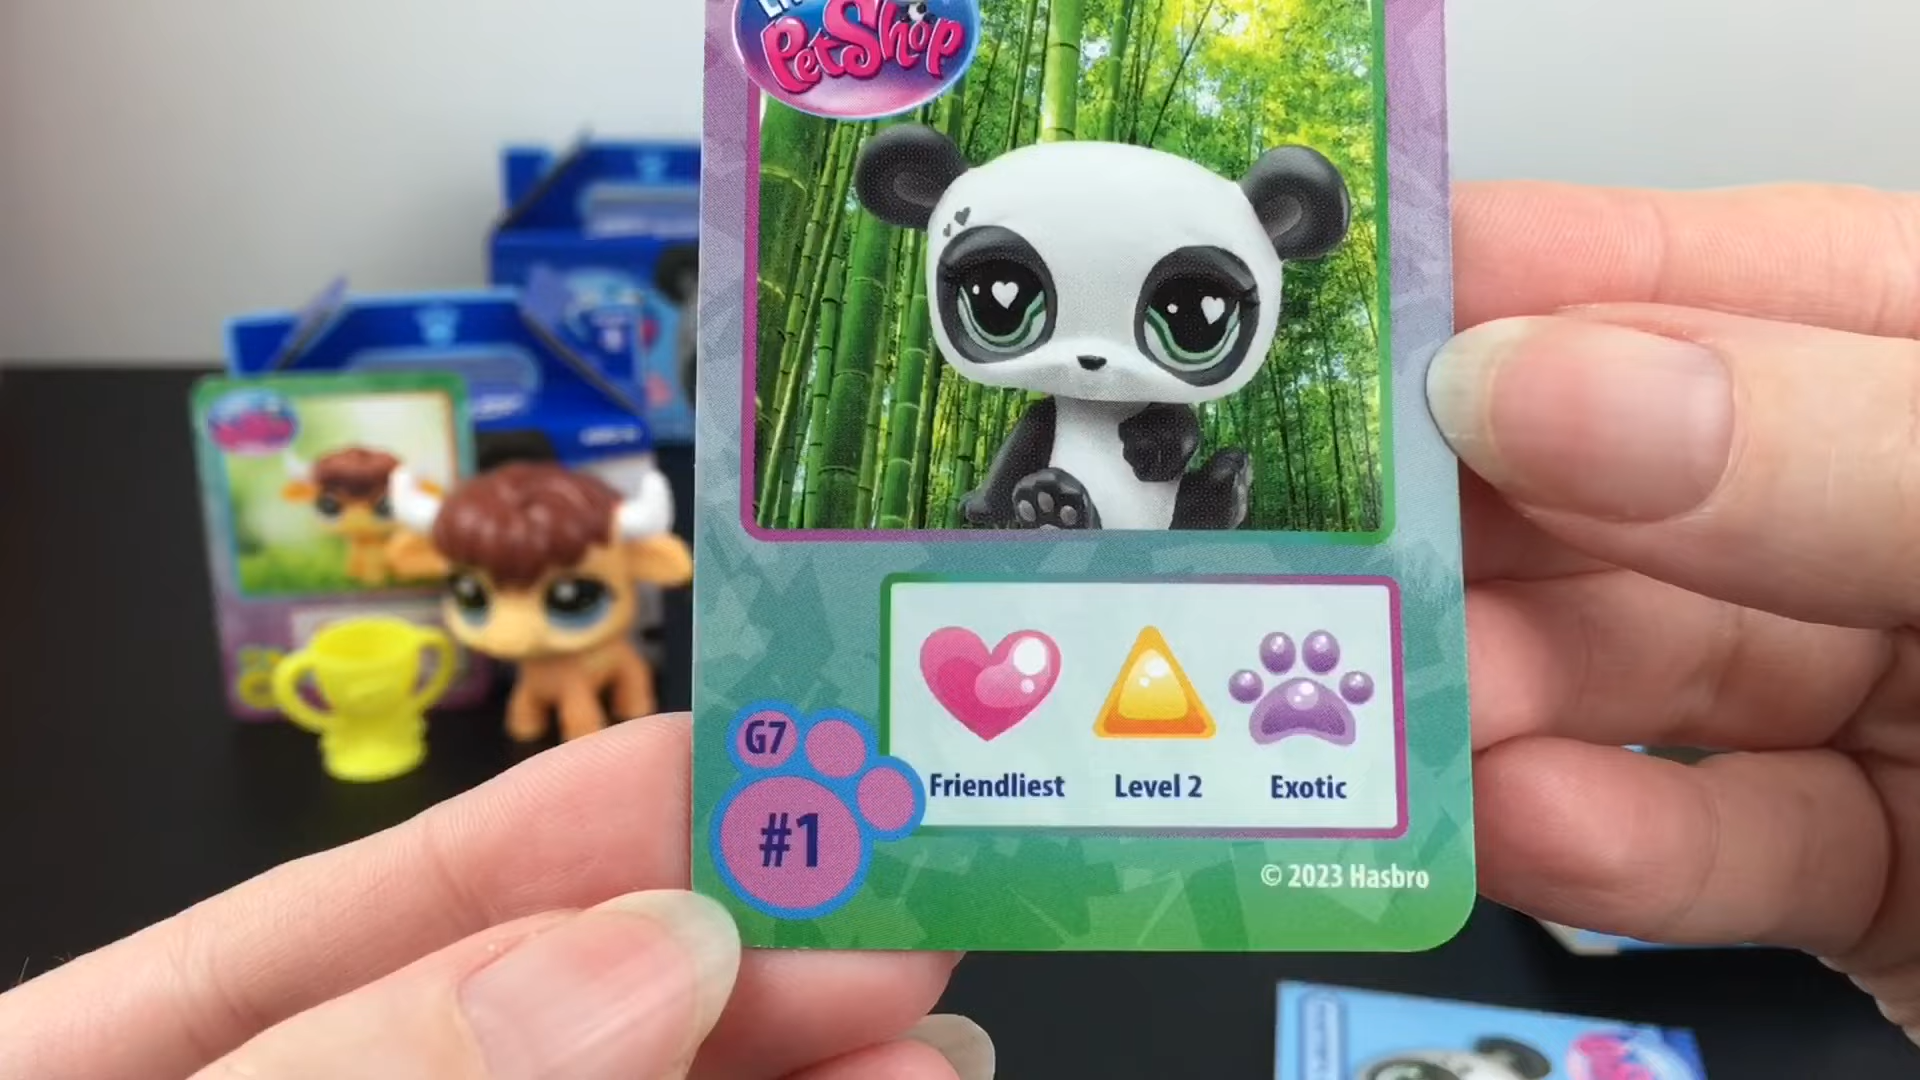 PetShop
G7
#1
Friendliest
Level 2
Exotic
© 2023 Hasbro